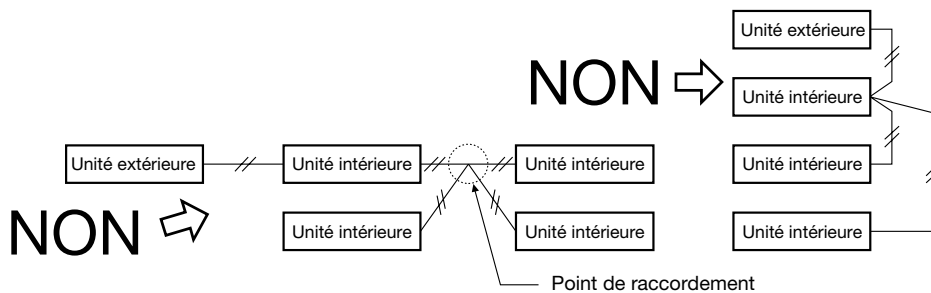 Unité extérieure
NON
Unité intérieure
Unité extérieure
Unité intérieure
Unité intérieure
Unité intérieure
NON
Unité intérieure
Unité intérieure
Unité intérieure
Point de raccordement